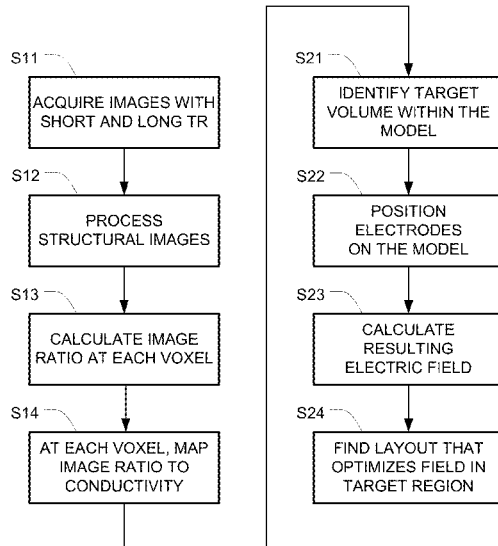 S11
ACQUIRE IMAGES WITH
SHORT AND LONG TR
S12
PROCESS
STRUCTURAL IMAGES
S13
CALCULATE IMAGE
RATIO AT EACH VOXEL
S14
AT EACH VOXEL, MAP
IMAGE RATIO TO
CONDUCTIVITY
S21
IDENTIFY TARGET
VOLUME WITHIN THE
MODEL
S22
POSITION
ELECTRODES
ON THE MODEL
S23
CALCULATE
RESULTING
ELECTRIC FIELD
S24
FIND LAYOUT THAT
OPTIMIZES FIELD IN
TARGET REGION